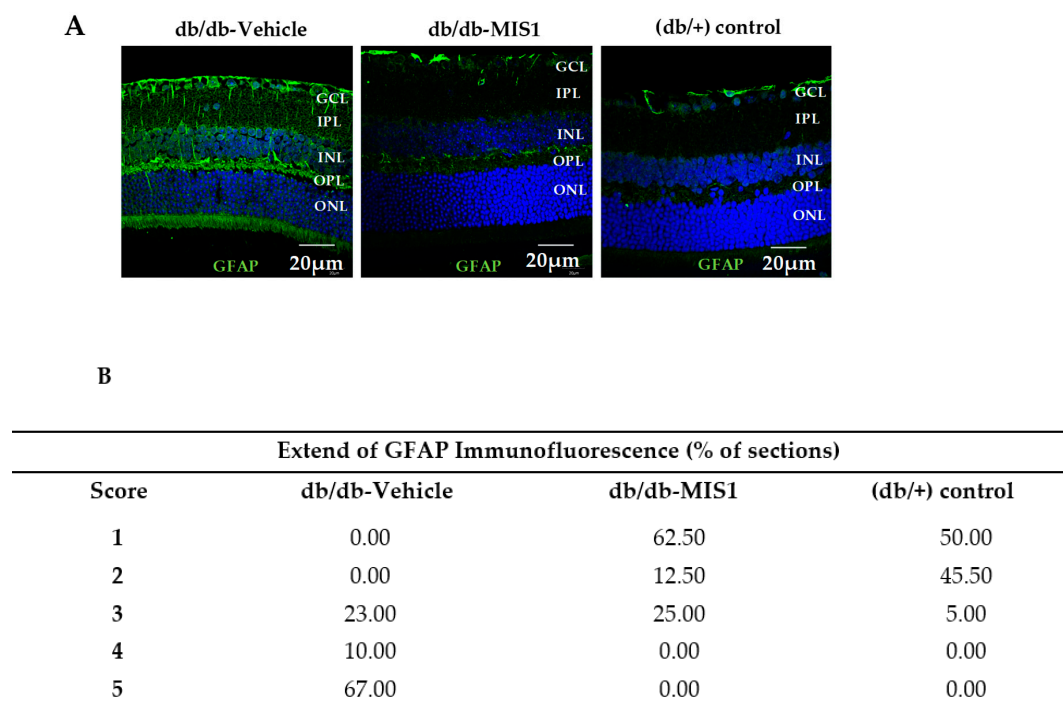 A
db/db-Vehicle db/db-MIS1 (db/+) control
GCL
IPL
INL
OPL
ONL
20μm
GFAP
GCL
IPL
INL
OPL
ONL
20μm
GFAP
GCL
IPL
INL
OPL
ONL
20μm
GFAP
B
Extend of GFAP Immunofluorescence (% of sections)
Score db/db-Vehicle db/db-MIS1 (db/+) control
1 0.00 62.50 50.00
2 0.00 12.50 45.50
3 23.00 25.00 5.00
4 10.00 0.00 0.00
5 67.00 0.00 0.00